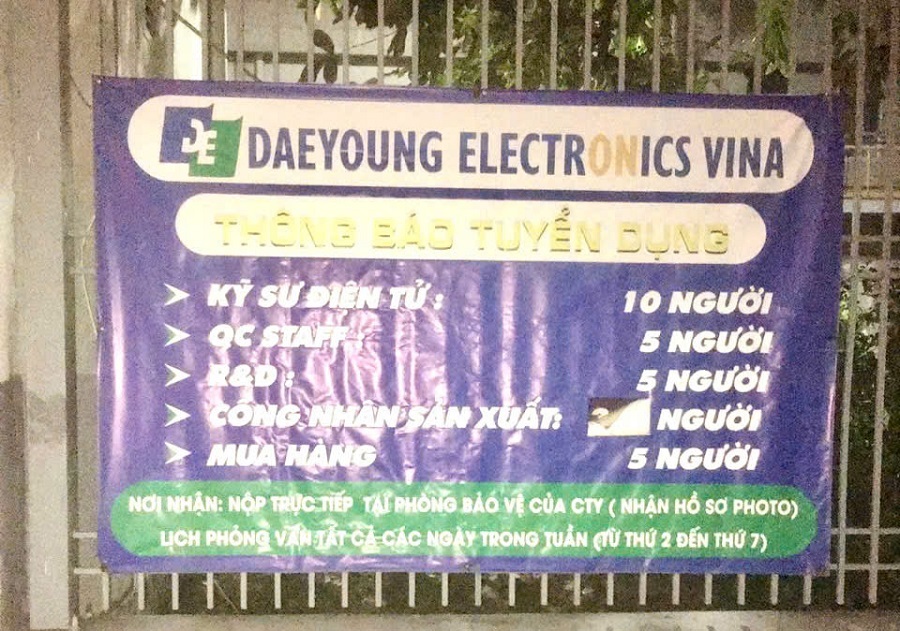 DE DAEYOUNG ELECTRONICS VINA
THÔNG BÁO TUYỂN DỤNG
KỸ SƯ ĐIỆN TỬ : 10 NGƯỜI
QC STAFF : 5 NGƯỜI
R&D : 5 NGƯỜI
CÔNG NHÂN SẢN XUẤT: NGƯỜI
MUA HÀNG 5 NGƯỜI
NƠI NHẬN: NỘP TRỰC TIẾP TẠI PHÒNG BẢO VỆ CỦA CTY ( NHẬN HỒ SƠ PHOTO)
LỊCH PHỎNG VẤN TẤT CẢ CÁC NGÀY TRONG TUẦN (TỪ THỨ 2 ĐẾN THỨ 7)